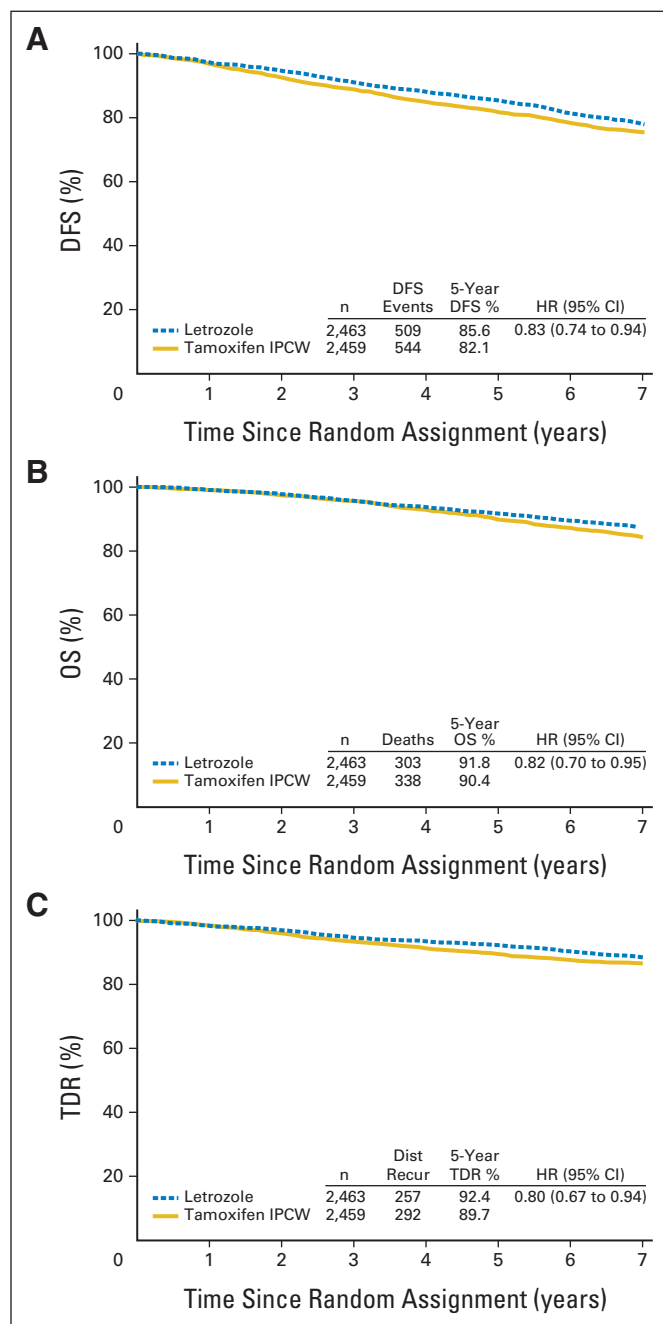 A
100
80
60
40
20
0
DFS (%)
DFS 5-Year
n Events DFS % HR (95% CI)
Letrozole 2,463 509 85.6 0.83 (0.74 to 0.94)
Tamoxifen IPCW 2,459 544 82.1
1 2 3 4 5 6 7
Time Since Random Assignment (years)
B
100
80
60
40
20
0
OS (%)
5-Year
n Deaths OS % HR (95% CI)
Letrozole 2,463 303 91.8 0.82 (0.70 to 0.95)
Tamoxifen IPCW 2,459 338 90.4
1 2 3 4 5 6 7
Time Since Random Assignment (years)
C
100
80
60
40
20
0
TDR (%)
Dist 5-Year
n Recur TDR % HR (95% CI)
Letrozole 2,463 257 92.4 0.80 (0.67 to 0.94)
Tamoxifen IPCW 2,459 292 89.7
1 2 3 4 5 6 7
Time Since Random Assignment (years)